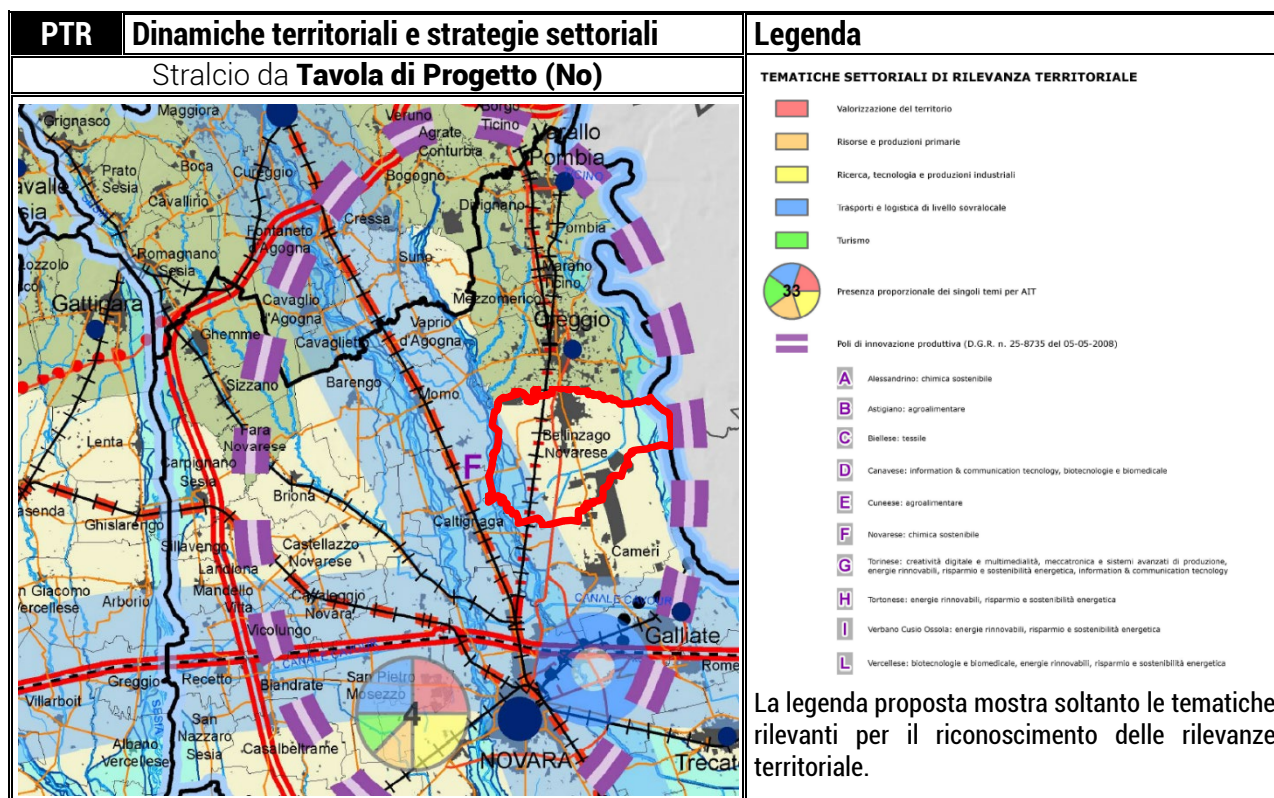 PTR Dinamiche territoriali e strategie settoriali
Stralcio da Tavola di Progetto (No)
Legenda
TEMATICHE SETTORIALI DI RILEVANZA TERRITORIALE
Valorizzazione del territorio
Risorse e produzioni primarie
Ricerca, tecnologia e produzioni industriali
Trasporti e logistica di livello sovralocale
Turismo
33 Presenza proporzionale dei singoli temi per AIT
Poli di innovazione produttiva (D.G.R. n. 25-8735 del 05-05-2008)
A Alessandrino: chimica sostenibile
B Astigiano: agroalimentare
C Biellese: tessile
D Canavese: information & communication tecnology, biotecnologie e biomedicale
E Cuneese: agroalimentare
F Novarese: chimica sostenibile
G Torinese: creatività digitale e multimedialità, meccatronica e sistemi avanzati di produzione,
energie rinnovabili, risparmio e sostenibilità energetica, information & communication tecnology
H Tortonese: energie rinnovabili, risparmio e sostenibilità energetica
I Verbano Cusio Ossola: energie rinnovabili, risparmio e sostenibilità energetica
L Vercellese: biotecnologie e biomedicale, energie rinnovabili, risparmio e sostenibilità energetica
La legenda proposta mostra soltanto le tematiche
rilevanti per il riconoscimento delle rilevanze
territoriale.
Maggiora
Grignasco
Veruno
Borgo
Ticino
Agrate
Conturbia
Varallo
Pombia
Prato
Sesia
Boca
Cureggio
Bogogno
TICINO
Cavallirio
Cressa
Divignano
Pombia
Fontaneto
d'Agogna
Romagnano
Sesia
Suno
Marano
Ticino
Gattinara
Cavaglio
d'Agogna
Mezzomerico
Oleggio
Ghemme
Cavaglietto
Vaprio
d'Agogna
Sizzano
Barengo
Momo
Lenta
Fara
Novarese
Bellinzago
Novarese
Carpignano
Sesia
F
Briona
Ghislarengo
Caltignaga
Sillavengo
Castellazzo
Novarese
Cameri
Landiona
Arborio
Mandello
Vitta
Casaleggio
Novara
CANALE CAVOUR
Vicolungo
Galliate
CANALE CAVOUR
Greggio
Recetto
Biandrate
San Pietro
Mosezzo
Villarboit
SESIA
4
San
Nazzaro
Sesia
Albano
Vercellese
Casalbeltrame
NOVARA